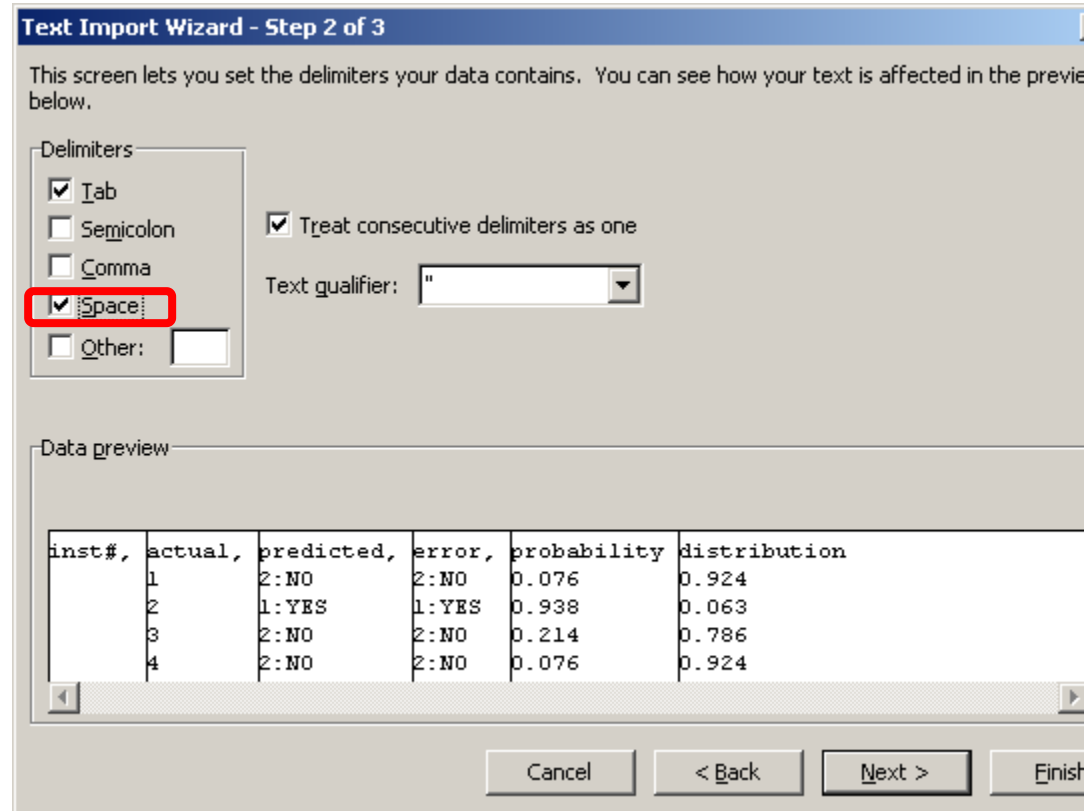 Text Import Wizard - Step 2 of 3
This screen lets you set the delimiters your data contains. You can see how your text is affected in the previe
below.
Delimiters
Tab
Semicolon
Comma
Space
Other:
Treat consecutive delimiters as one
Text qualifier: "
Data preview
inst#, actual, predicted, error, probability distribution
1 2:NO 2:NO 0.076 0.924
2 1:YES 1:YES 0.938 0.063
3 2:NO 2:NO 0.214 0.786
4 2:NO 2:NO 0.076 0.924
Cancel < Back Next > Finish